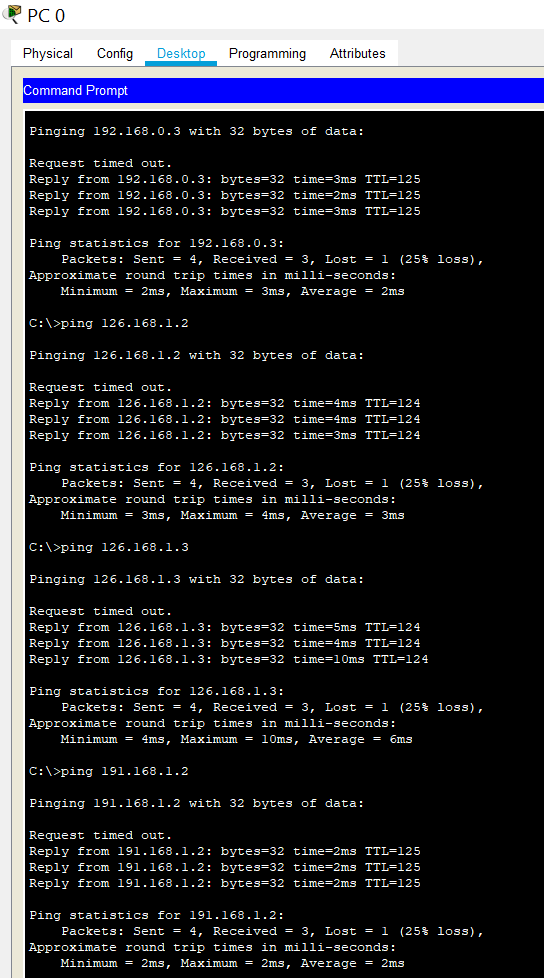 PC 0
Physical Config Desktop Programming Attributes
Command Prompt
Pinging 192.168.0.3 with 32 bytes of data:
Request timed out.
Reply from 192.168.0.3: bytes=32 time=3ms TTL=125
Reply from 192.168.0.3: bytes=32 time=2ms TTL=125
Reply from 192.168.0.3: bytes=32 time=3ms TTL=125
Ping statistics for 192.168.0.3:
Packets: Sent = 4, Received = 3, Lost = 1 (25% loss),
Approximate round trip times in milli-seconds:
Minimum = 2ms, Maximum = 3ms, Average = 2ms
C:\>ping 126.168.1.2
Pinging 126.168.1.2 with 32 bytes of data:
Request timed out.
Reply from 126.168.1.2: bytes=32 time=4ms TTL=124
Reply from 126.168.1.2: bytes=32 time=4ms TTL=124
Reply from 126.168.1.2: bytes=32 time=3ms TTL=124
Ping statistics for 126.168.1.2:
Packets: Sent = 4, Received = 3, Lost = 1 (25% loss),
Approximate round trip times in milli-seconds:
Minimum = 3ms, Maximum = 4ms, Average = 3ms
C:\>ping 126.168.1.3
Pinging 126.168.1.3 with 32 bytes of data:
Request timed out.
Reply from 126.168.1.3: bytes=32 time=5ms TTL=124
Reply from 126.168.1.3: bytes=32 time=4ms TTL=124
Reply from 126.168.1.3: bytes=32 time=10ms TTL=124
Ping statistics for 126.168.1.3:
Packets: Sent = 4, Received = 3, Lost = 1 (25% loss),
Approximate round trip times in milli-seconds:
Minimum = 4ms, Maximum = 10ms, Average = 6ms
C:\>ping 191.168.1.2
Pinging 191.168.1.2 with 32 bytes of data:
Request timed out.
Reply from 191.168.1.2: bytes=32 time=2ms TTL=125
Reply from 191.168.1.2: bytes=32 time=2ms TTL=125
Reply from 191.168.1.2: bytes=32 time=2ms TTL=125
Ping statistics for 191.168.1.2:
Packets: Sent = 4, Received = 3, Lost = 1 (25% loss),
Approximate round trip times in milli-seconds:
Minimum = 2ms, Maximum = 2ms, Average = 2ms